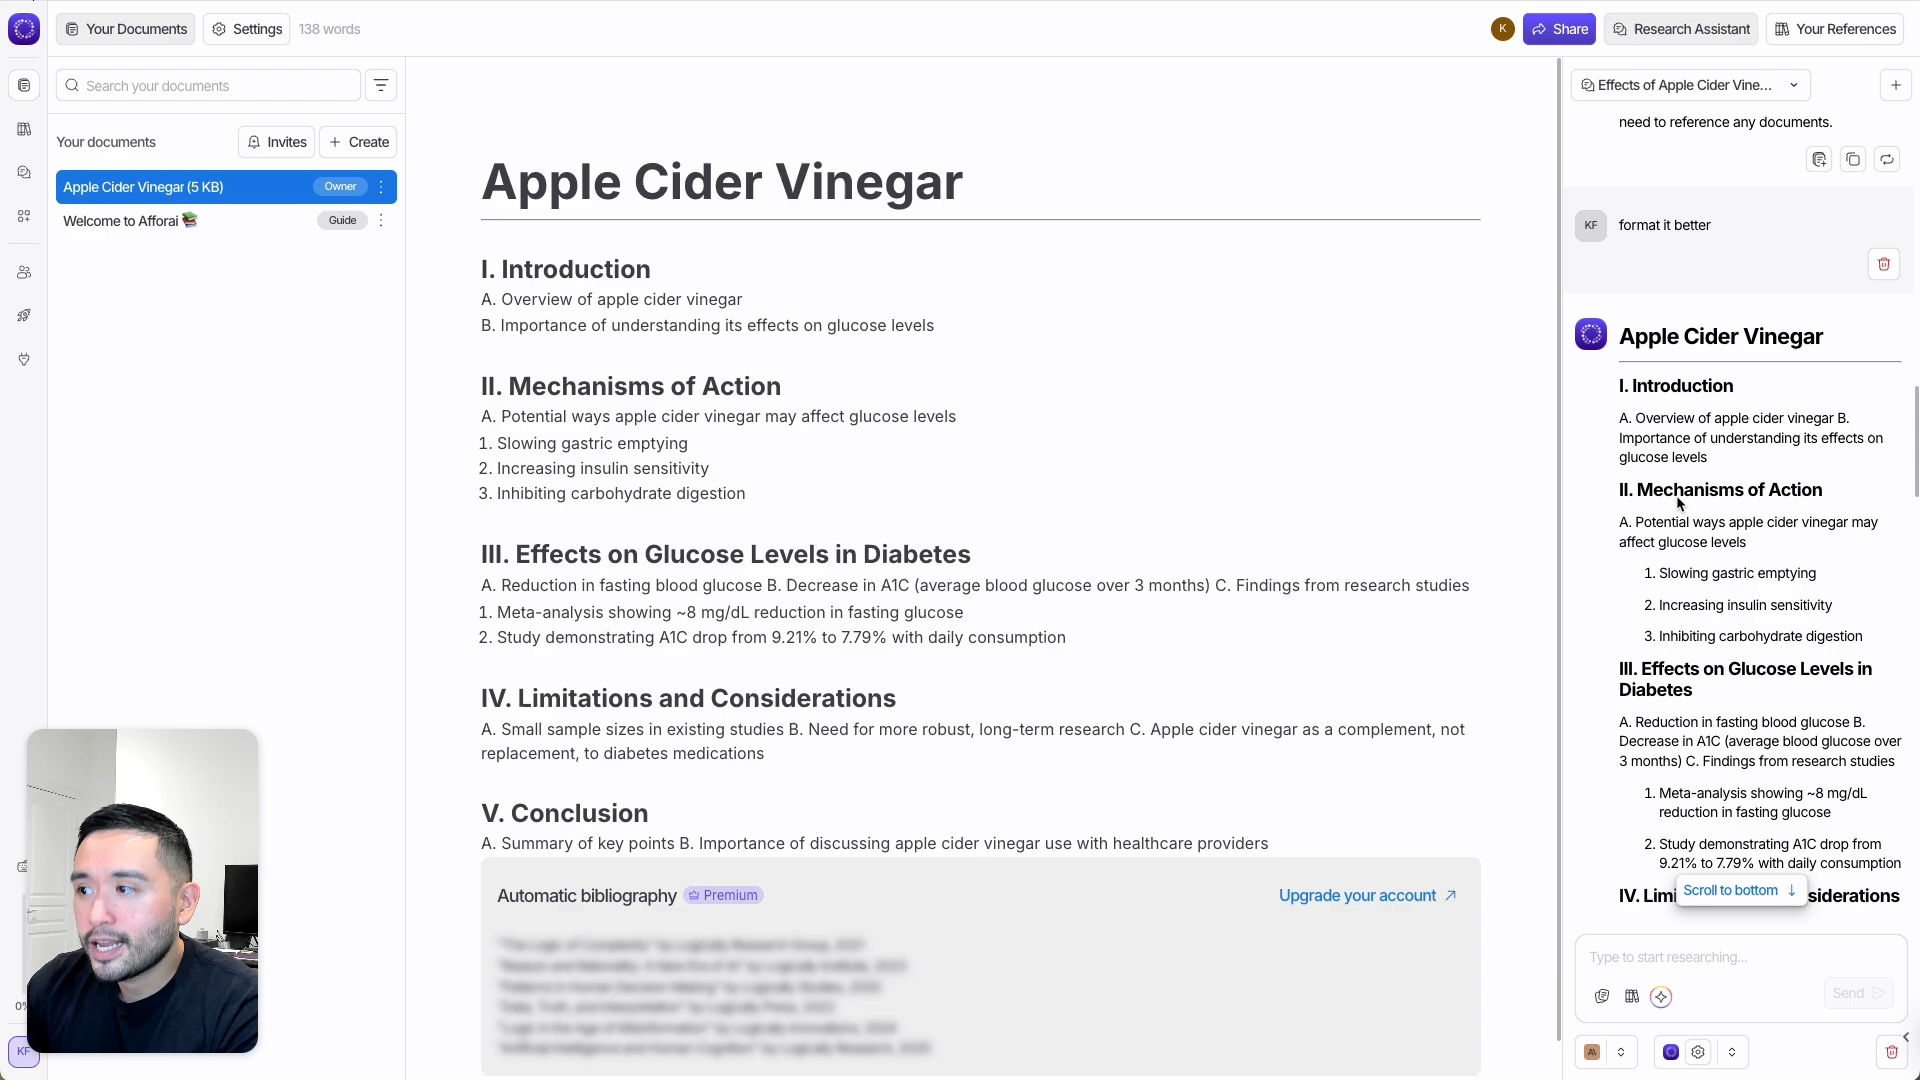 Your Documents
Settings
138 words
K
Share
Research Assistant
Your References
Search your documents
Your documents
Invites
Create
Apple Cider Vinegar (5 KB)
Owner
Welcome to Afforai 📚
Guide
KF
Apple Cider Vinegar
I. Introduction
A. Overview of apple cider vinegar
B. Importance of understanding its effects on glucose levels
II. Mechanisms of Action
A. Potential ways apple cider vinegar may affect glucose levels
1. Slowing gastric emptying
2. Increasing insulin sensitivity
3. Inhibiting carbohydrate digestion
III. Effects on Glucose Levels in Diabetes
A. Reduction in fasting blood glucose B. Decrease in A1C (average blood glucose over 3 months) C. Findings from research studies
1. Meta-analysis showing ~8 mg/dL reduction in fasting glucose
2. Study demonstrating A1C drop from 9.21% to 7.79% with daily consumption
IV. Limitations and Considerations
A. Small sample sizes in existing studies B. Need for more robust, long-term research C. Apple cider vinegar as a complement, not
replacement, to diabetes medications
V. Conclusion
A. Summary of key points B. Importance of discussing apple cider vinegar use with healthcare providers
Automatic bibliography
Premium
Upgrade your account
Effects of Apple Cider Vine...
need to reference any documents.
KF
format it better
Apple Cider Vinegar
I. Introduction
A. Overview of apple cider vinegar B.
Importance of understanding its effects on
glucose levels
II. Mechanisms of Action
A. Potential ways apple cider vinegar may
affect glucose levels
1. Slowing gastric emptying
2. Increasing insulin sensitivity
3. Inhibiting carbohydrate digestion
III. Effects on Glucose Levels in
Diabetes
A. Reduction in fasting blood glucose B.
Decrease in A1C (average blood glucose over
3 months) C. Findings from research studies
1. Meta-analysis showing ~8 mg/dL
reduction in fasting glucose
2. Study demonstrating A1C drop from
9.21% to 7.79% with daily consumption
IV. Limi
siderations
Scroll to bottom
Type to start researching...
Send